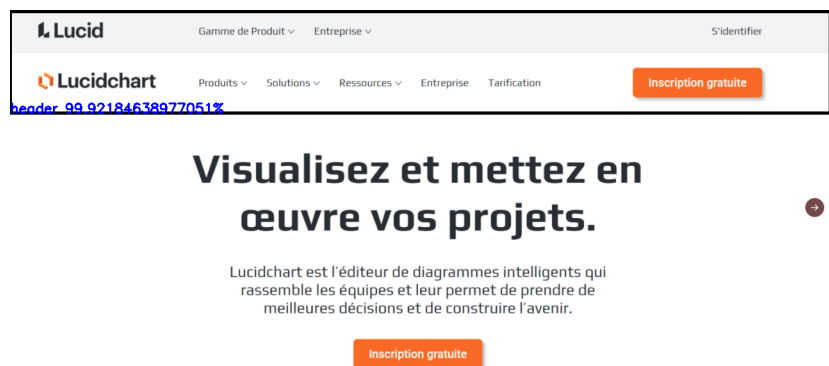 Lucid
Gamme de Produit
Entreprise
S'identifier
Lucidchart
Produits
Solutions
Ressources
Entreprise
Tarification
Inscription gratuite
header 99.92184638977051%
Visualisez et mettez en
œuvre vos projets.
Lucidchart est l'éditeur de diagrammes intelligents qui
rassemble les équipes et leur permet de prendre de
meilleures décisions et de construire l'avenir.
Inscription gratuite